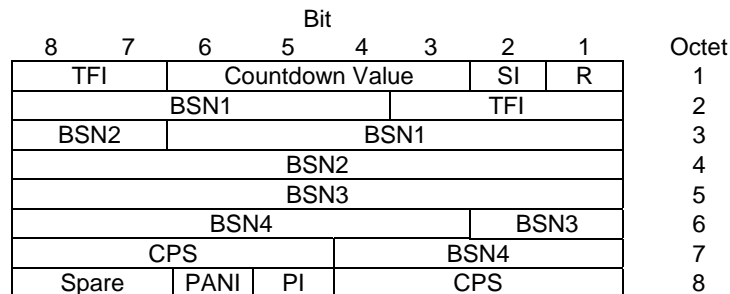 Bit
8 7 6 5 4 3 2 1 Octet
TFI Countdown Value SI R 1
BSN1 TFI 2
BSN2 BSN1 3
BSN2 4
BSN3 5
BSN4 BSN3 6
CPS BSN4 7
Spare PANI PI CPS 8